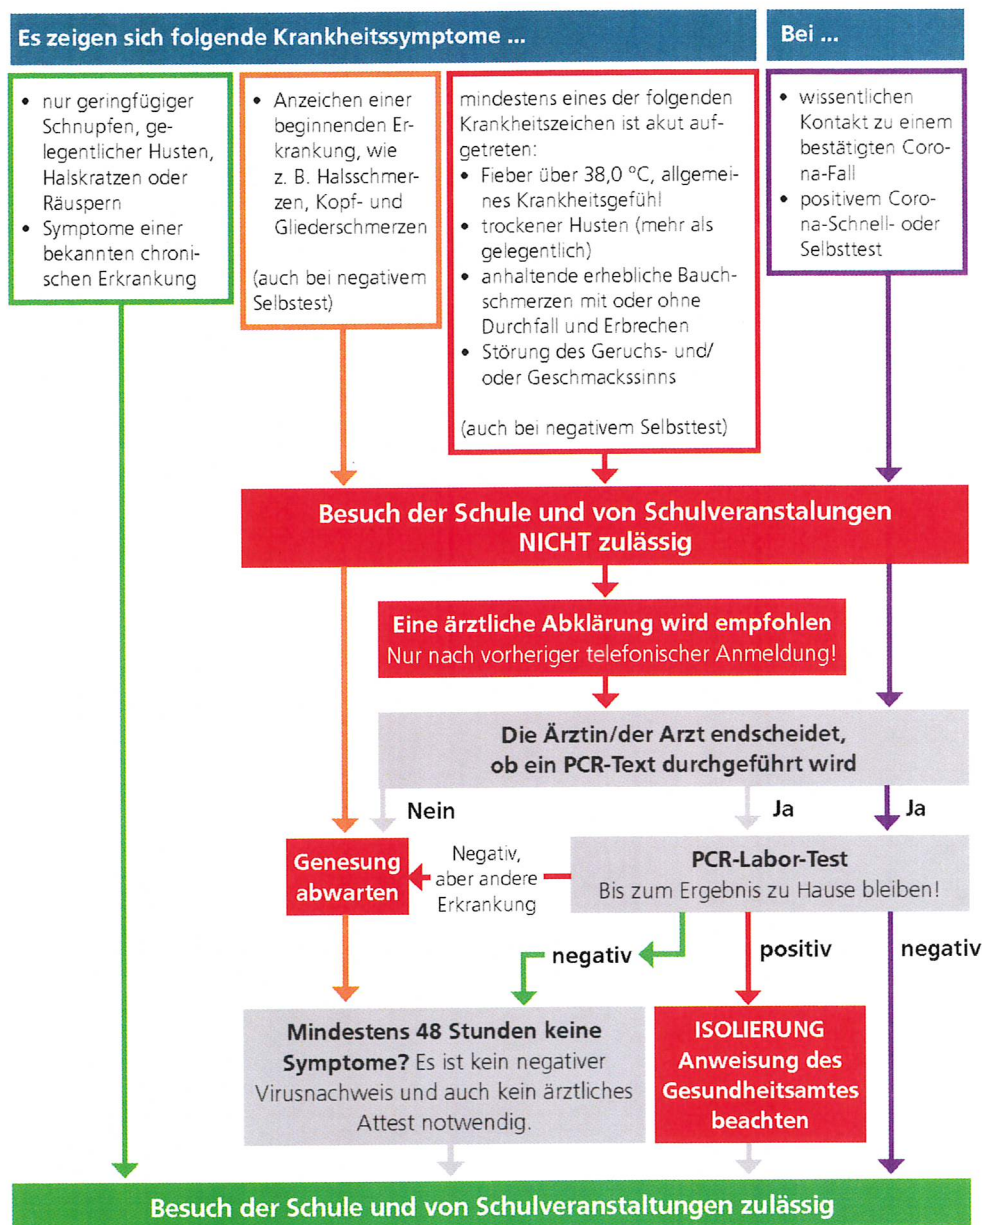 Es zeigen sich folgende Krankheitssymptome ...
Bei ...
• nur geringfügiger
Schnupfen, ge-
legentlicher Husten,
Halskratzen oder
Räuspern
• Symptome einer
bekannten chroni-
schen Erkrankung
• Anzeichen einer
beginnenden Er-
krankung, wie
z. B. Halsschmer-
zen, Kopf- und
Gliederschmerzen
(auch bei negativem
Selbstest)
mindestens eines der folgenden
Krankheitszeichen ist akut auf-
getreten:
• Fieber über 38,0 °C, allgemei-
nes Krankheitsgefühl
• trockener Husten (mehr als
gelegentlich)
• anhaltende erhebliche Bauch-
schmerzen mit oder ohne
Durchfall und Erbrechen
• Störung des Geruchs- und/
oder Geschmackssinns
(auch bei negativem Selbsttest)
• wissentlichen
Kontakt zu einem
bestätigten Coro-
na-Fall
• positivem Coro-
na-Schnell- oder
Selbsttest
Besuch der Schule und von Schulveranstalungen
NICHT zulässig
Eine ärztliche Abklärung wird empfohlen
Nur nach vorheriger telefonischer Anmeldung!
Die Ärztin/der Arzt endscheidet,
ob ein PCR-Text durchgeführt wird
Nein
Ja
Ja
Genesung
abwarten
Negativ,
aber andere
Erkrankung
PCR-Labor-Test
Bis zum Ergebnis zu Hause bleiben!
negativ
positiv
negativ
Mindestens 48 Stunden keine
Symptome? Es ist kein negativer
Virusnachweis und auch kein ärztliches
Attest notwendig.
ISOLIERUNG
Anweisung des
Gesundheitsamtes
beachten
Besuch der Schule und von Schulveranstaltungen zulässig